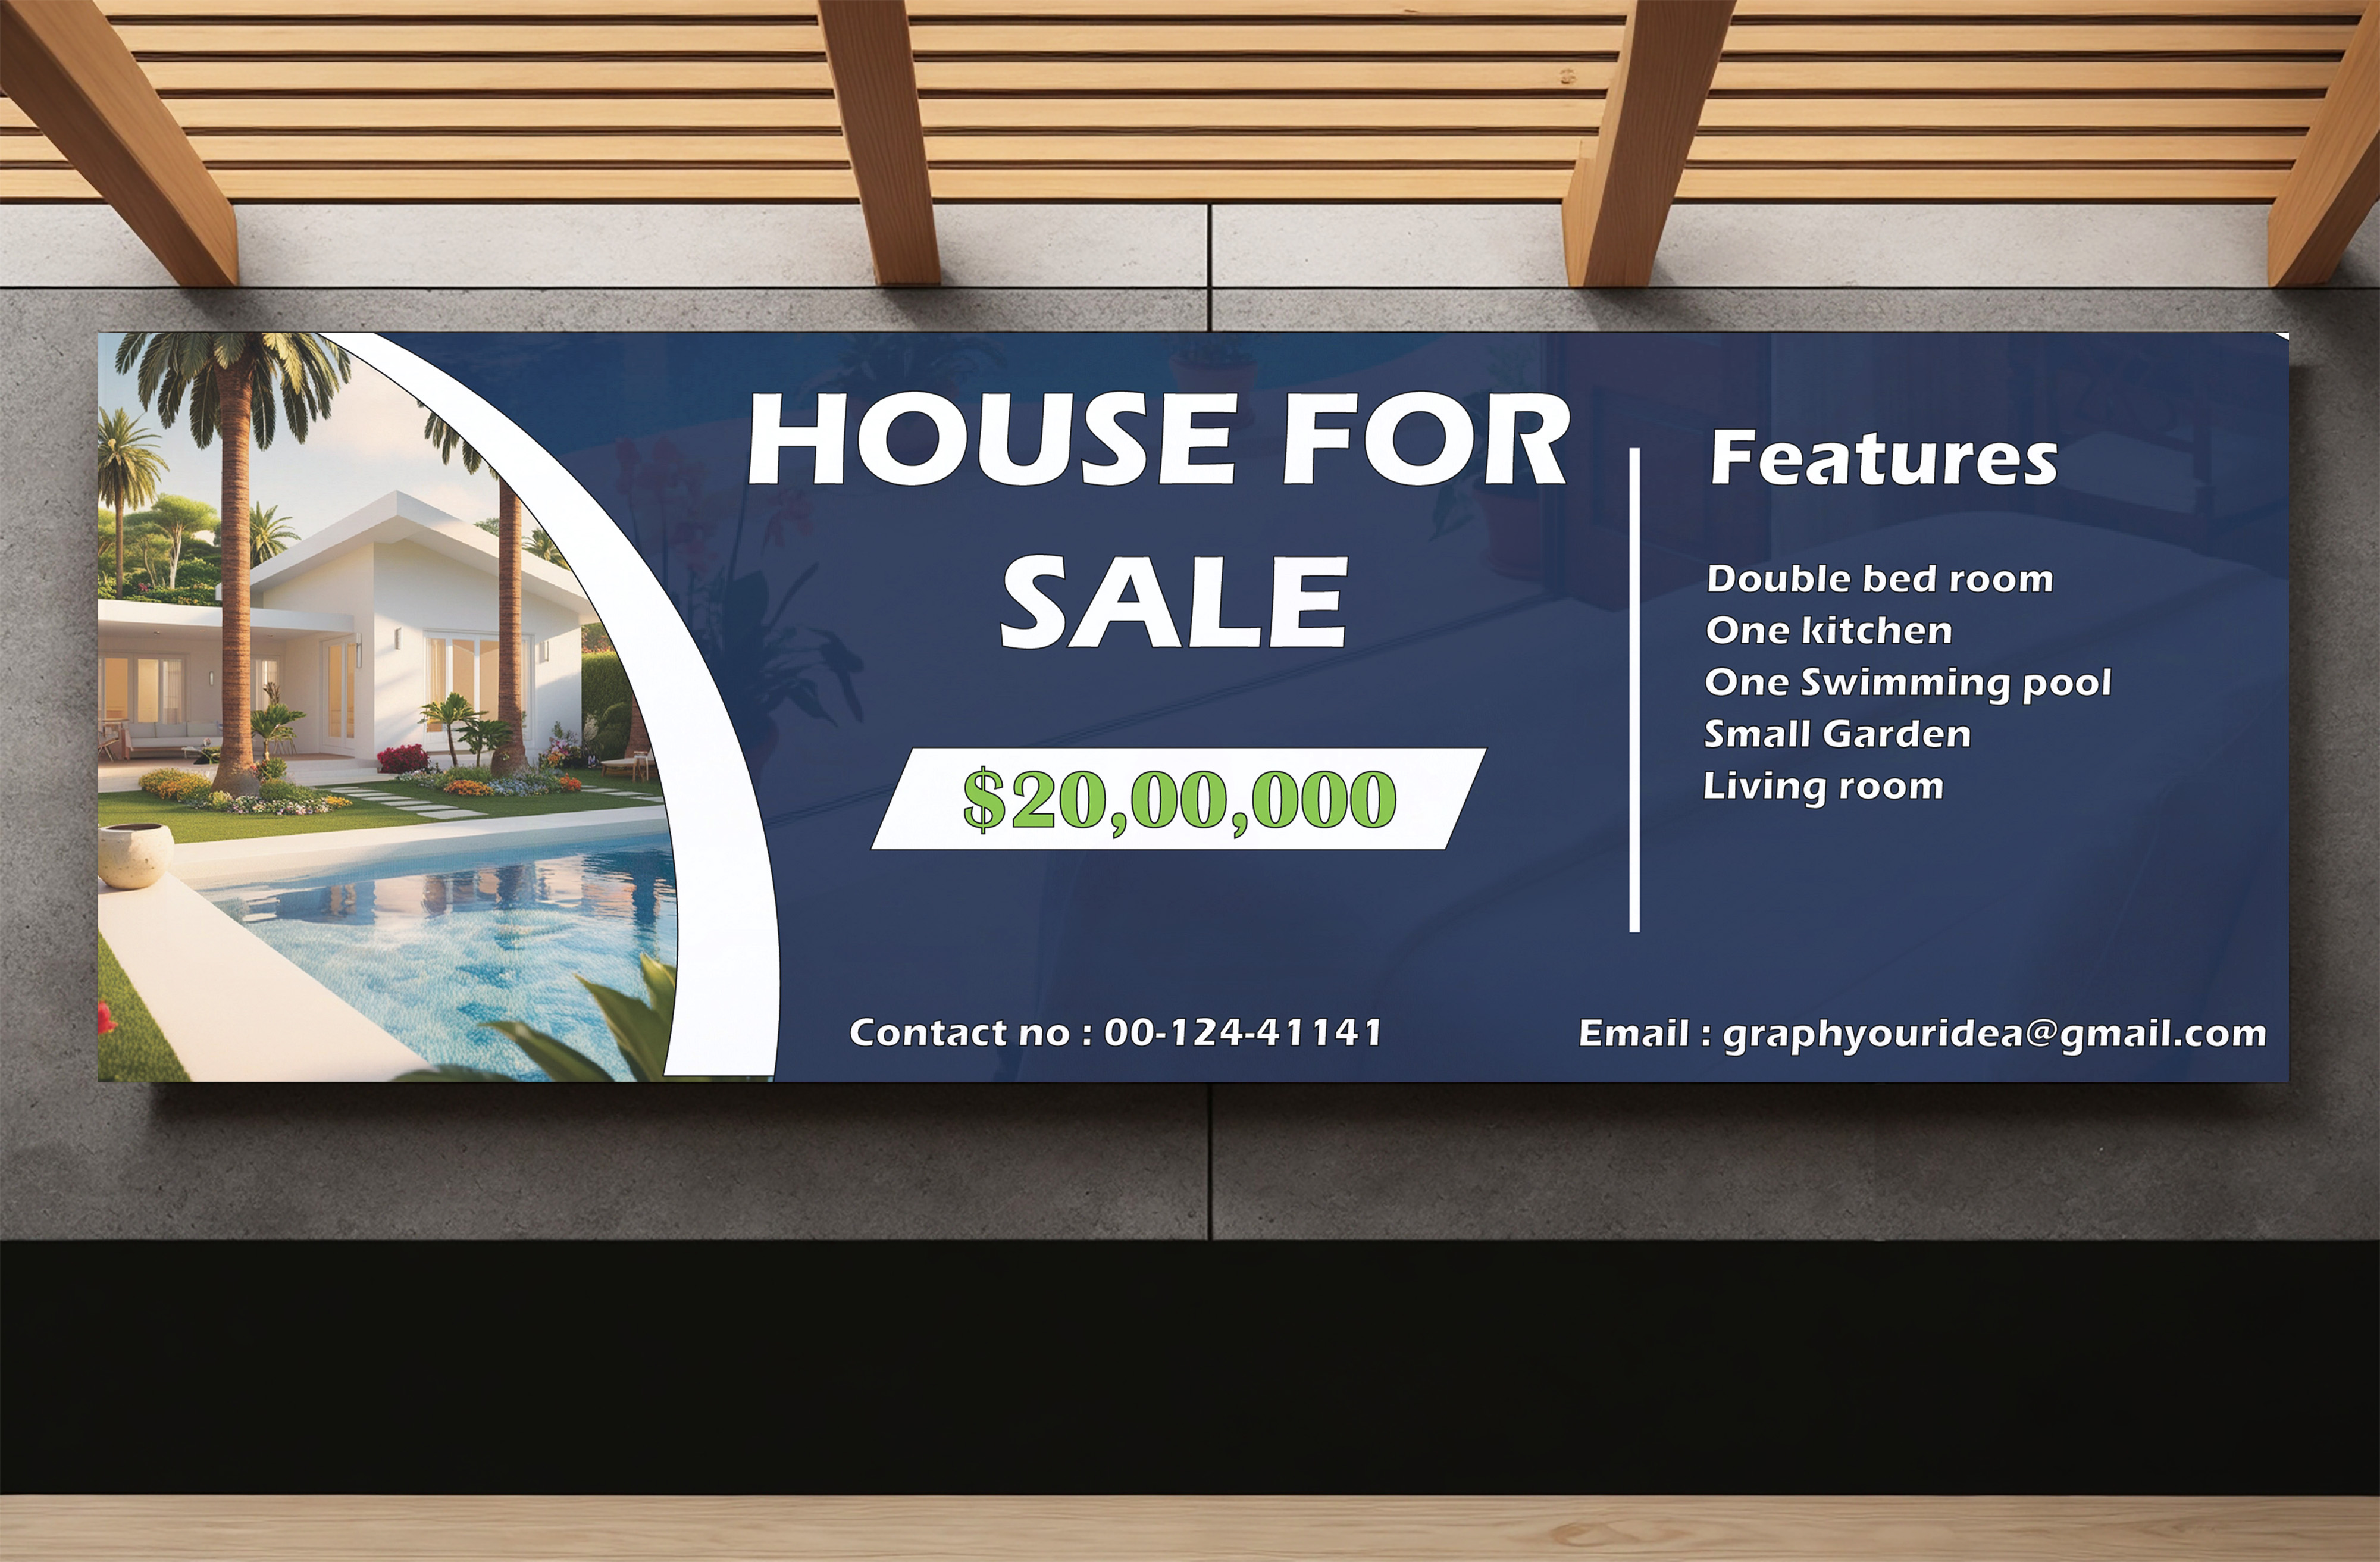 HOUSE FOR
SALE
$20,00,000
Features
Double bed room
One kitchen
One Swimming pool
Small Garden
Living room
Contact no : 00-124-41141
Email : graphyouridea@gmail.com